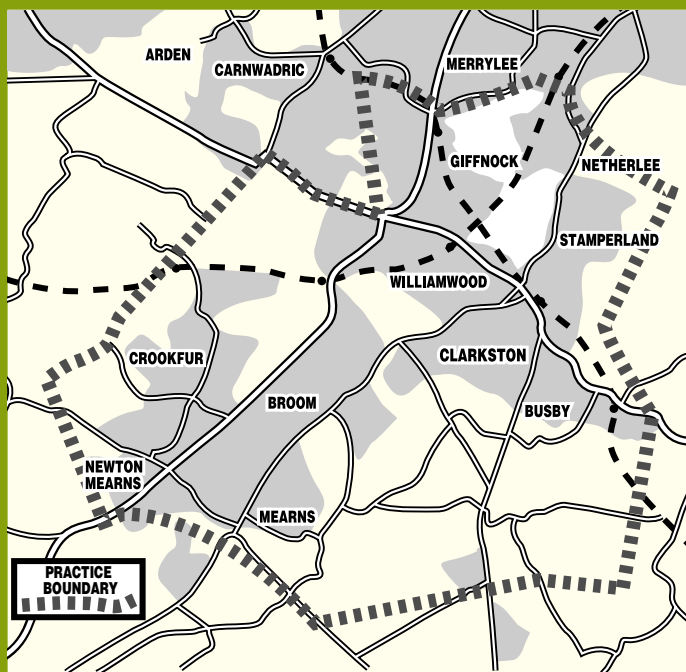 ARDEN
CARNWADRIC
MERRYLEE
GIFFNOCK
NETHERLEE
STAMPERLAND
WILLIAMWOOD
CROOKFUR
CLARKSTON
BROOM
BUSBY
NEWTON
MEARNS
MEARNS
PRACTICE
BOUNDARY